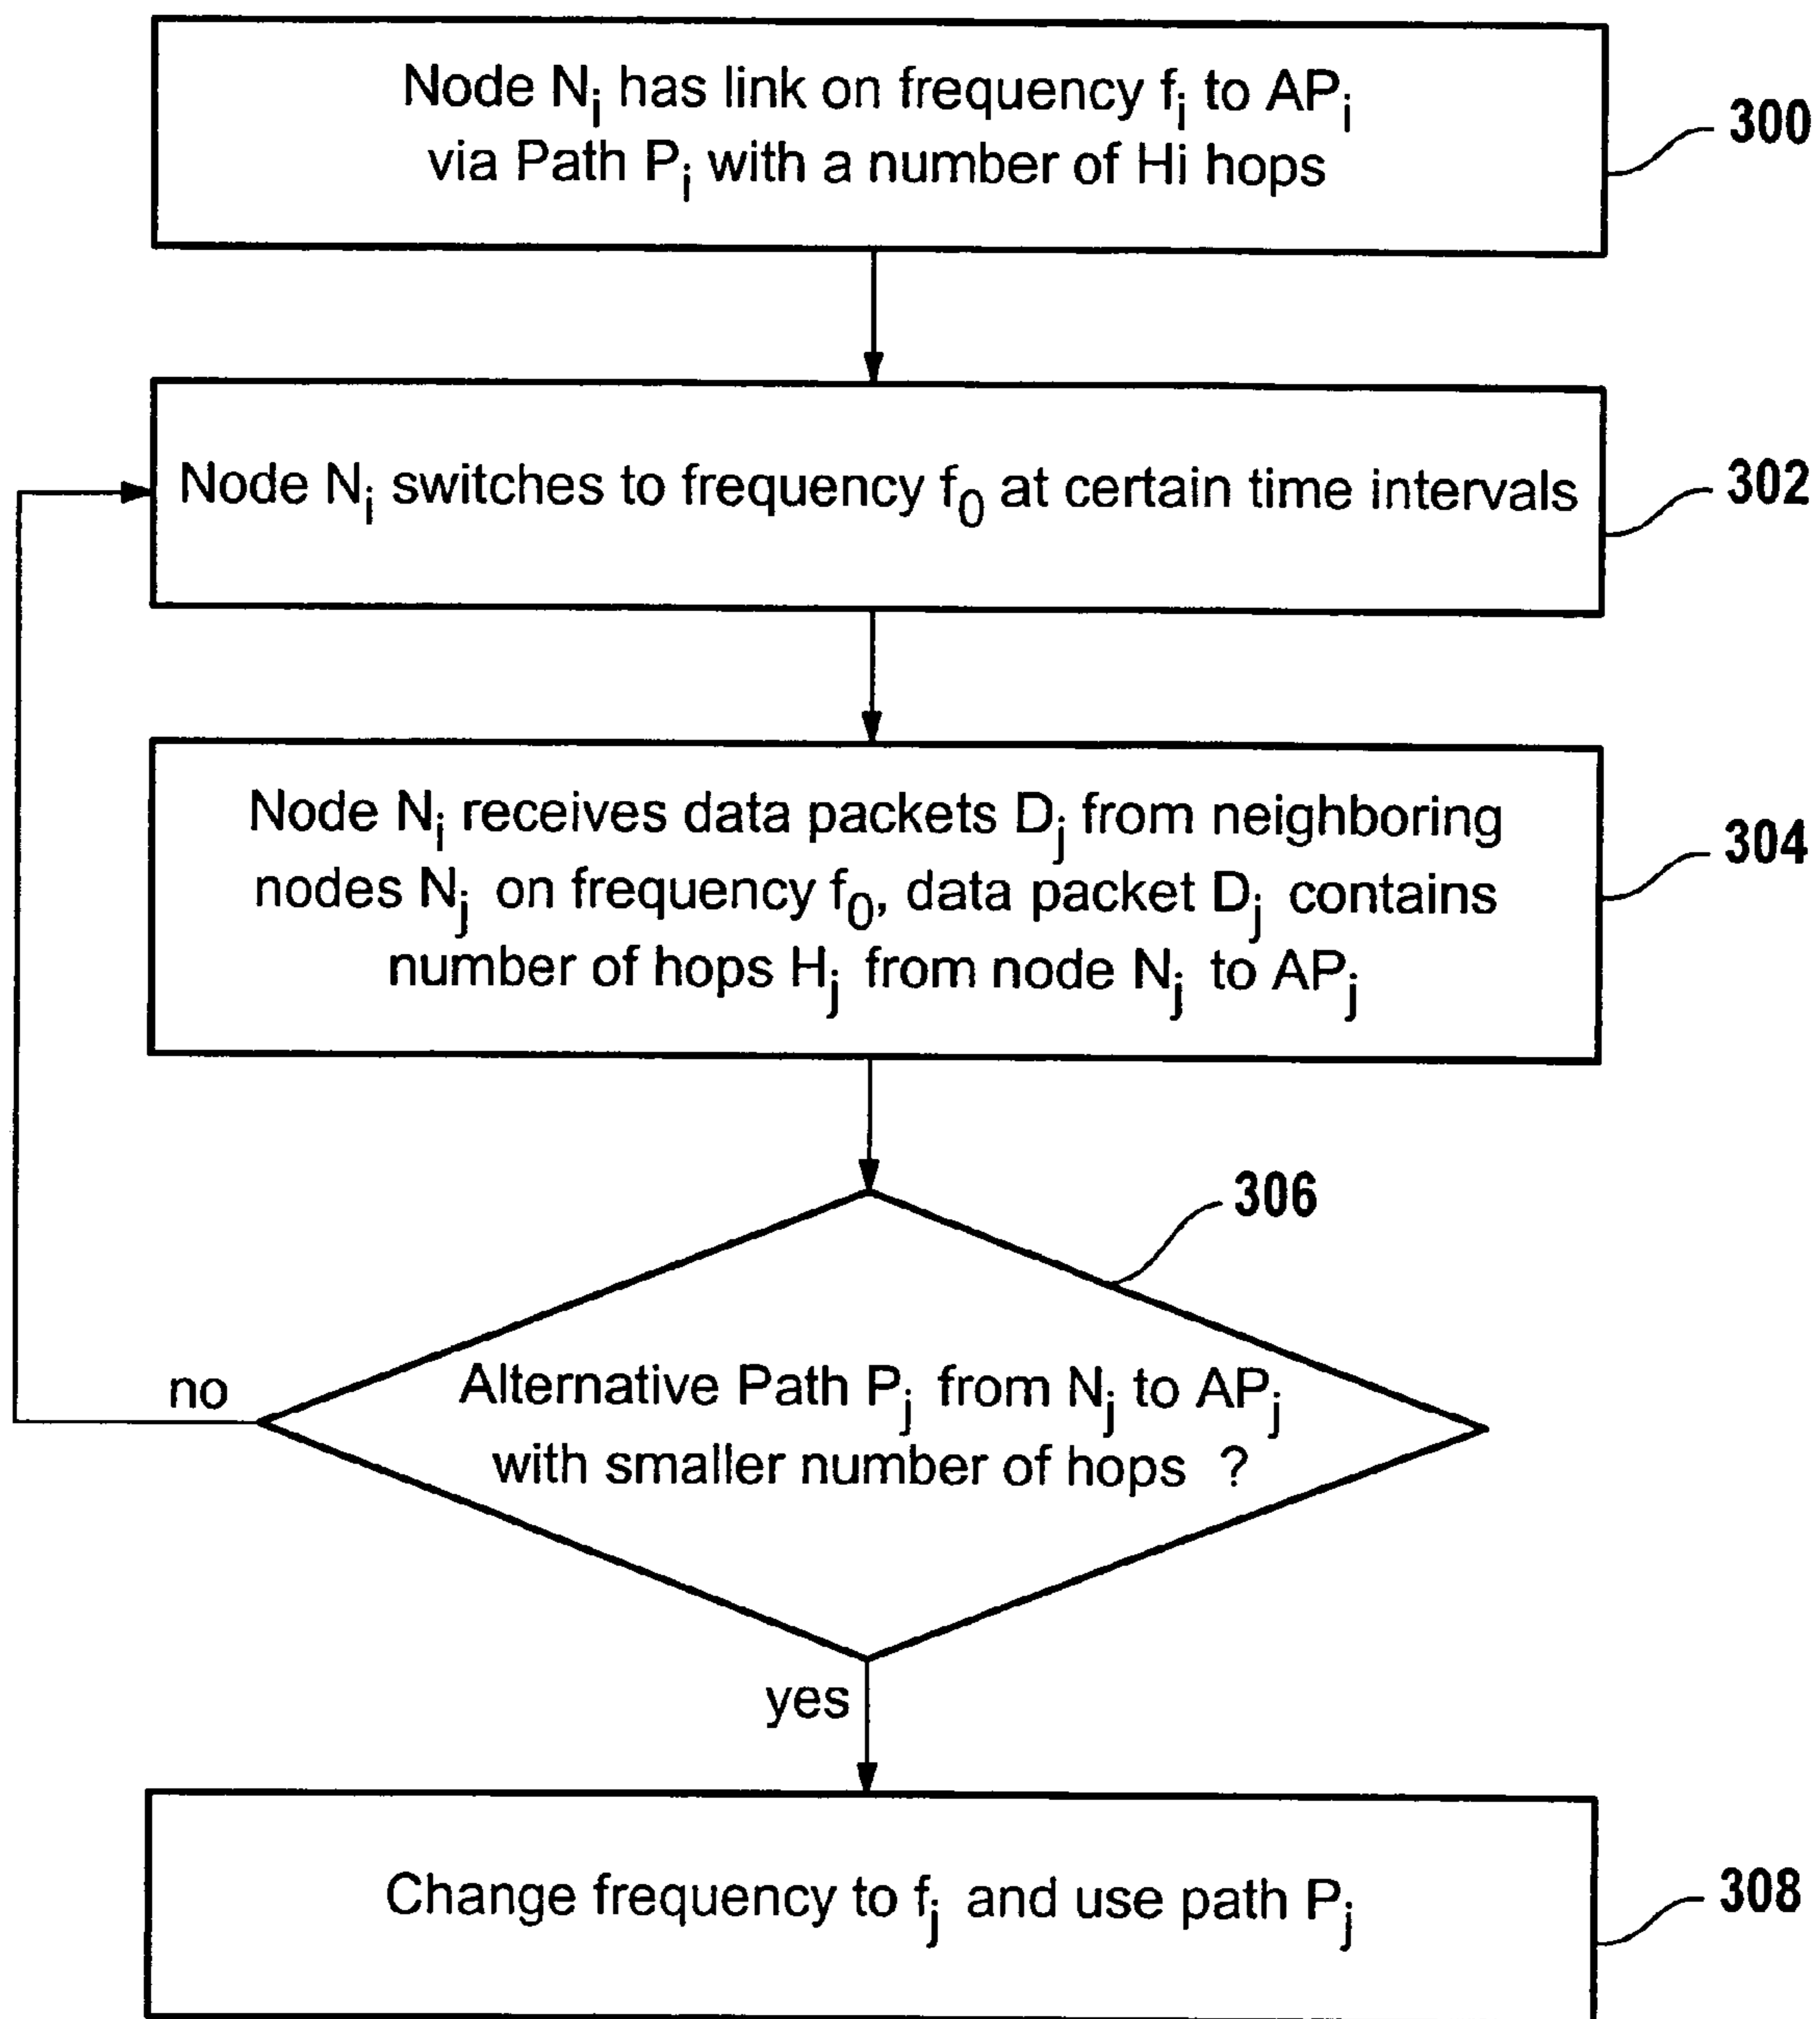 Node Ni has link on frequency fi to APi
via Path Pi with a number of Hi hops
300
Node Ni switches to frequency f0 at certain time intervals
302
Node Ni receives data packets Dj from neighboring
nodes Nj on frequency f0, data packet Dj contains
number of hops Hj from node Nj to APj
304
306
Alternative Path Pj from Nj to APj
with smaller number of hops ?
no
yes
Change frequency to fj and use path Pj
308